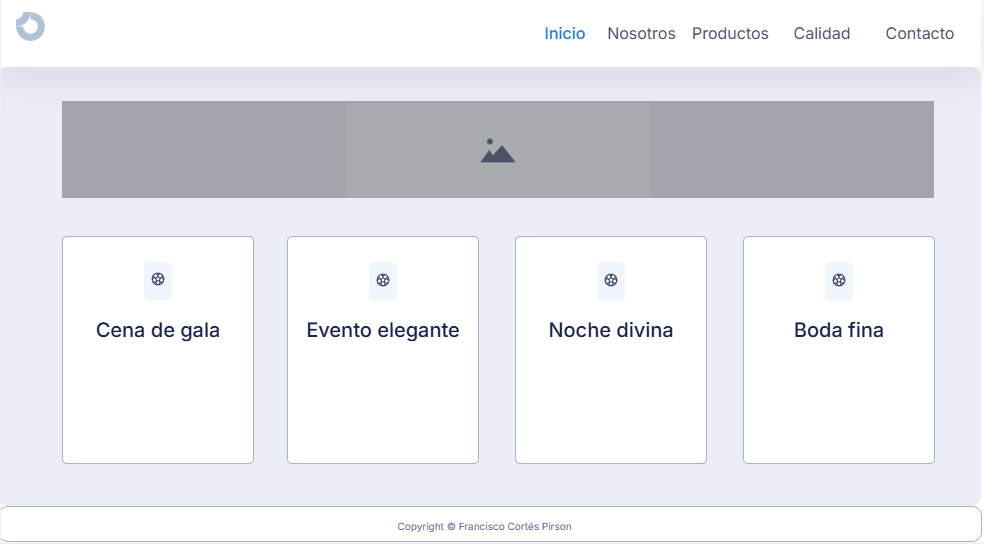 Inicio Nosotros Productos Calidad Contacto
Cena de gala Evento elegante Noche divina Boda fina
Copyright © Francisco Cortés Pirson